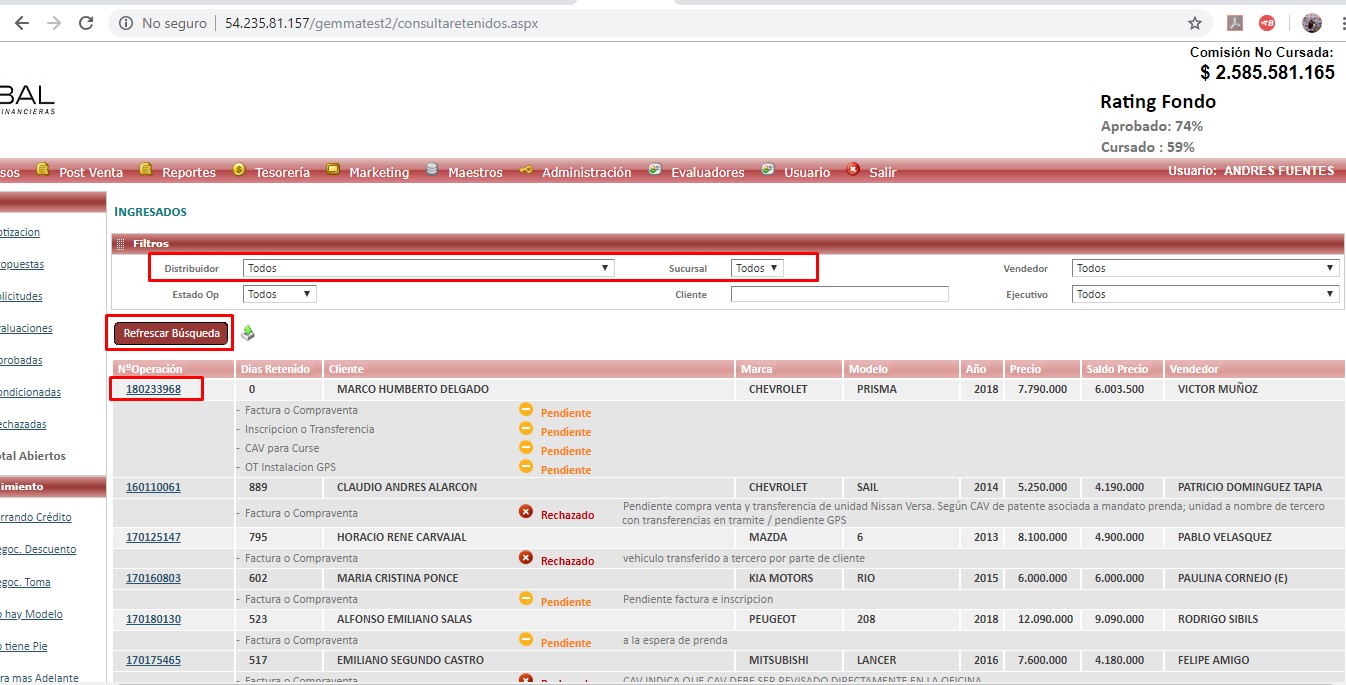 No seguro | 54.235.81.157/gemmatest2/consultaretenidos.aspx
Comisión No Cursada:
$ 2.585.581.165
BAL
FINANCIERAS
Rating Fondo
Aprobado: 74%
Cursado : 59%
sos Post Venta Reportes Tesorería Marketing Maestros Administración Evaluadores Usuario Salir Usuario: ANDRES FUENTES
INGRESADOS
otizacion
opuestas
olicitudes
valuaciones
probadas
ondicionadas
echazadas
otal Abiertos
imiento
errando Crédito
egoc. Descuento
egoc. Toma
o hay Modelo
o tiene Pie
ra mas Adelante
Filtros
Distribuidor Todos Sucursal Todos Vendedor Todos
Estado Op Todos Cliente Ejecutivo Todos
Refrescar Búsqueda
NºOperación Dias Retenido Cliente Marca Modelo Año Precio Saldo Precio Vendedor
180233968 0 MARCO HUMBERTO DELGADO CHEVROLET PRISMA 2018 7.790.000 6.003.500 VICTOR MUÑOZ
- Factura o Compraventa Pendiente
- Inscripcion o Transferencia Pendiente
- CAV para Curse Pendiente
- OT Instalacion GPS Pendiente
160110061 889 CLAUDIO ANDRES ALARCON CHEVROLET SAIL 2014 5.250.000 4.190.000 PATRICIO DOMINGUEZ TAPIA
- Factura o Compraventa Rechazado Pendiente compra venta y transferencia de unidad Nissan Versa. Según CAV de patente asociada a mandato prenda; unidad a nombre de tercero
con transferencias en tramite / pendiente GPS
170125147 795 HORACIO RENE CARVAJAL MAZDA 6 2013 8.100.000 4.900.000 PABLO VELASQUEZ
- Factura o Compraventa Rechazado vehiculo transferido a tercero por parte de cliente
170160803 602 MARIA CRISTINA PONCE KIA MOTORS RIO 2015 6.000.000 6.000.000 PAULINA CORNEJO (E)
- Factura o Compraventa Pendiente Pendiente factura e inscripcion
170180130 523 ALFONSO EMILIANO SALAS PEUGEOT 208 2018 12.090.000 9.090.000 RODRIGO SIBILS
- Factura o Compraventa Pendiente a la espera de prenda
170175465 517 EMILIANO SEGUNDO CASTRO MITSUBISHI LANCER 2016 7.600.000 4.180.000 FELIPE AMIGO
- Factura o Compraventa Rechazado CAV INDICA QUE CAV DEBE SER REVISADO DIRECTAMENTE EN LA OFICINA